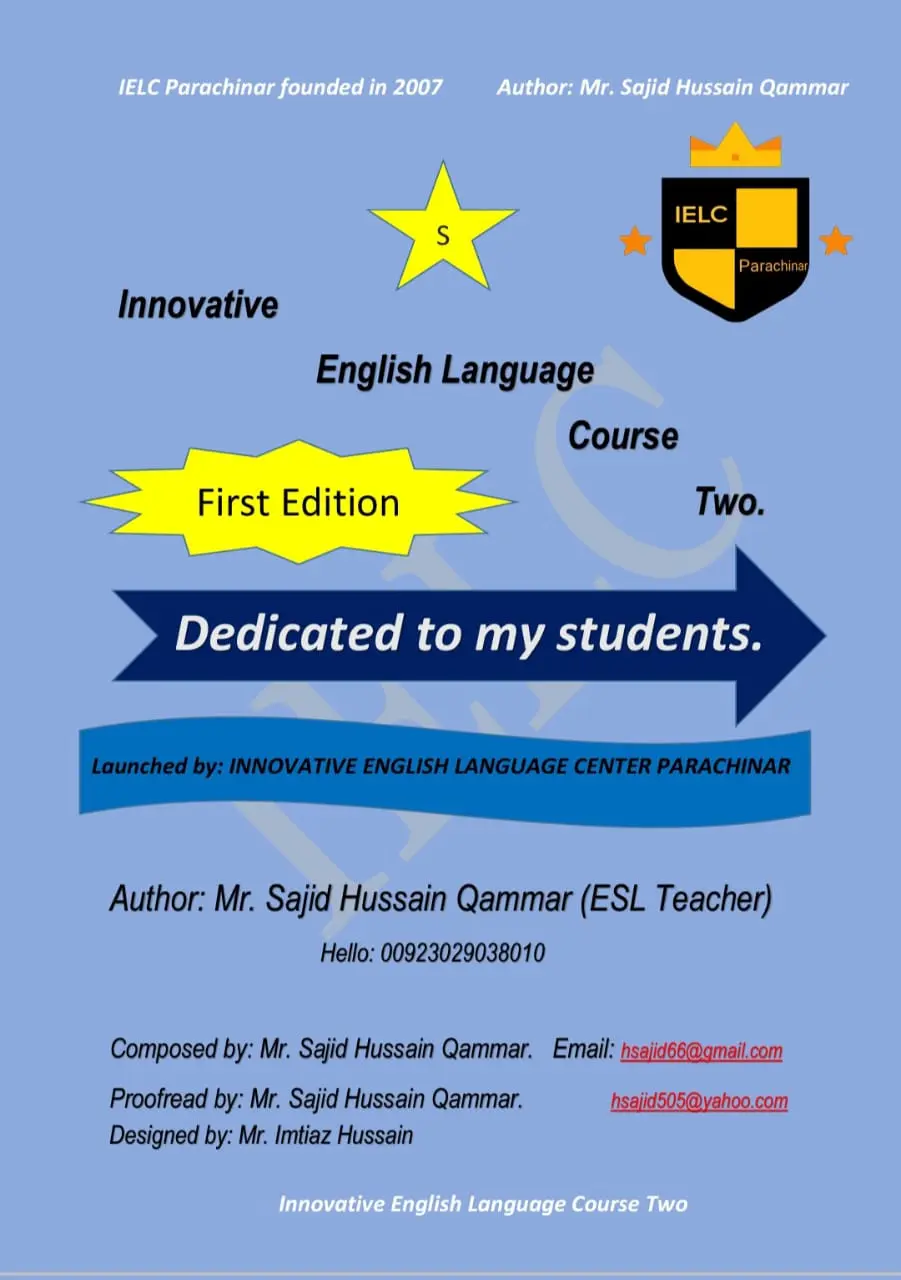 IELC Parachinar founded in 2007 Author: Mr. Sajid Hussain Qammar
S
IELC
Parachinar
Innovative
English Language
Course
Two.
First Edition
Dedicated to my students.
Launched by: INNOVATIVE ENGLISH LANGUAGE CENTER PARACHINAR
IELC
Author: Mr. Sajid Hussain Qammar (ESL Teacher)
Hello: 00923029038010
Composed by: Mr. Sajid Hussain Qammar. Email: hsajid66@gmail.com
Proofread by: Mr. Sajid Hussain Qammar. hsajid505@yahoo.com
Designed by: Mr. Imtiaz Hussain
Innovative English Language Course Two